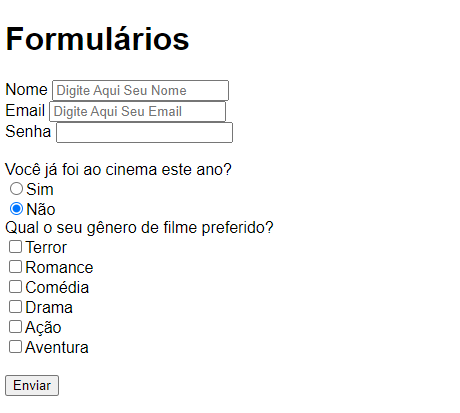 Formulários
Nome Digite Aqui Seu Nome
Email Digite Aqui Seu Email
Senha
Você já foi ao cinema este ano?
Sim
Não
Qual o seu gênero de filme preferido?
Terror
Romance
Comédia
Drama
Ação
Aventura
Enviar